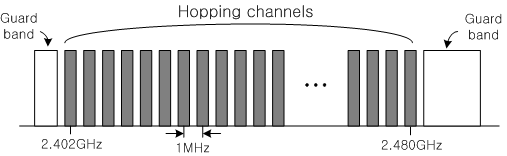 Hopping channels
Guard
band
Guard
band
...
2.402GHz
1MHz
2.480GHz